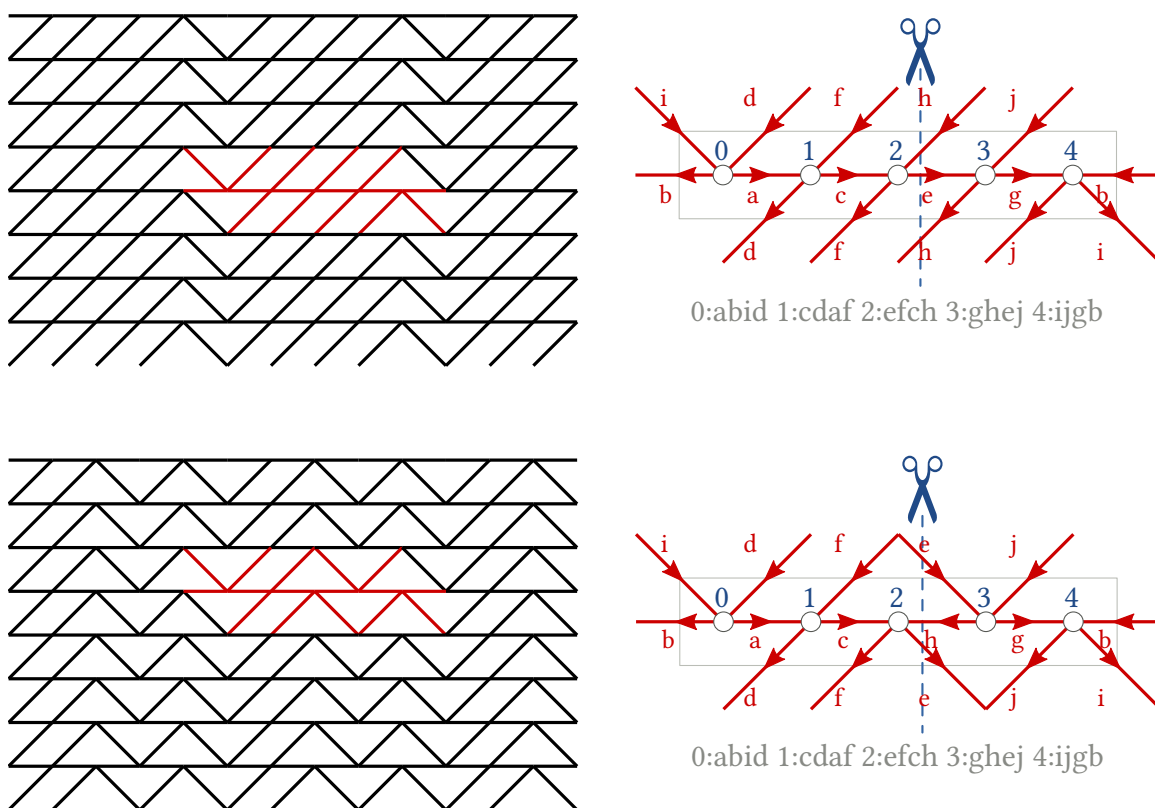 i d f h j
0 1 2 3 4
b a c e g b
d f h j i
0:abid 1:cdaf 2:efch 3:ghej 4:ijgb
i d f e j
0 1 2 3 4
b a c h g b
d f e j i
0:abid 1:cdaf 2:efch 3:ghej 4:ijgb